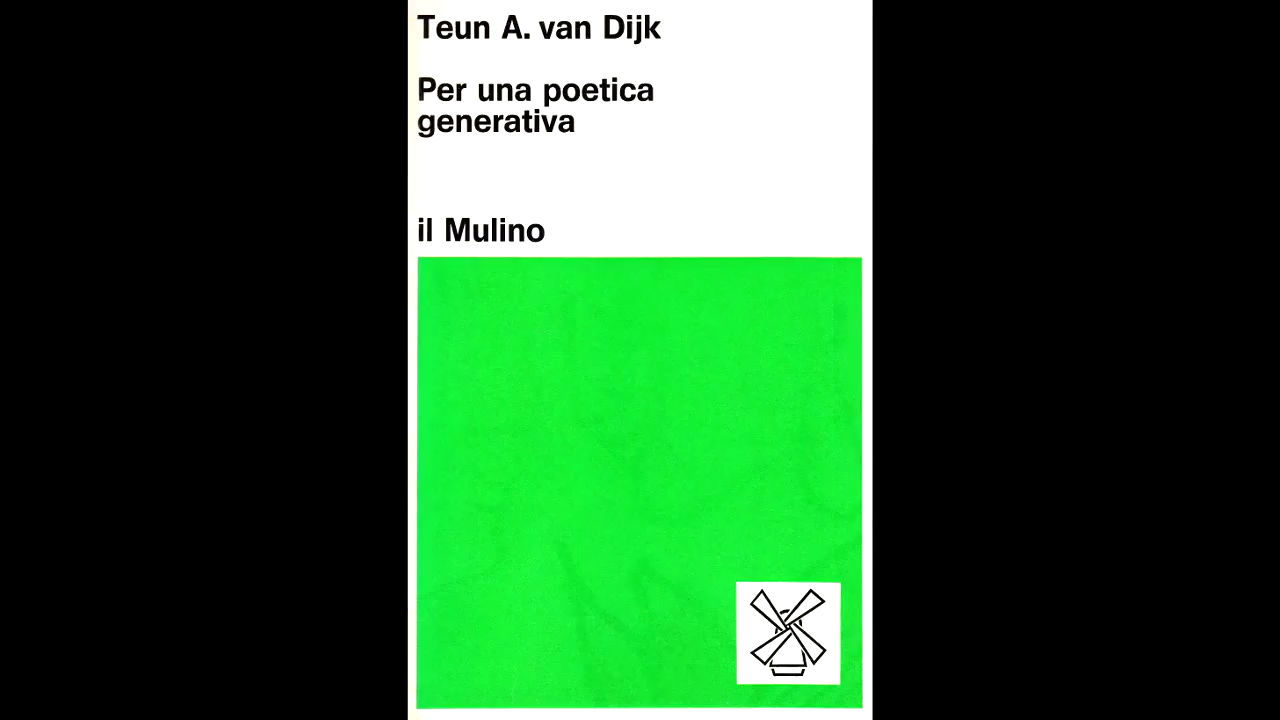 Teun A. van Dijk
Per una poetica
generativa
il Mulino